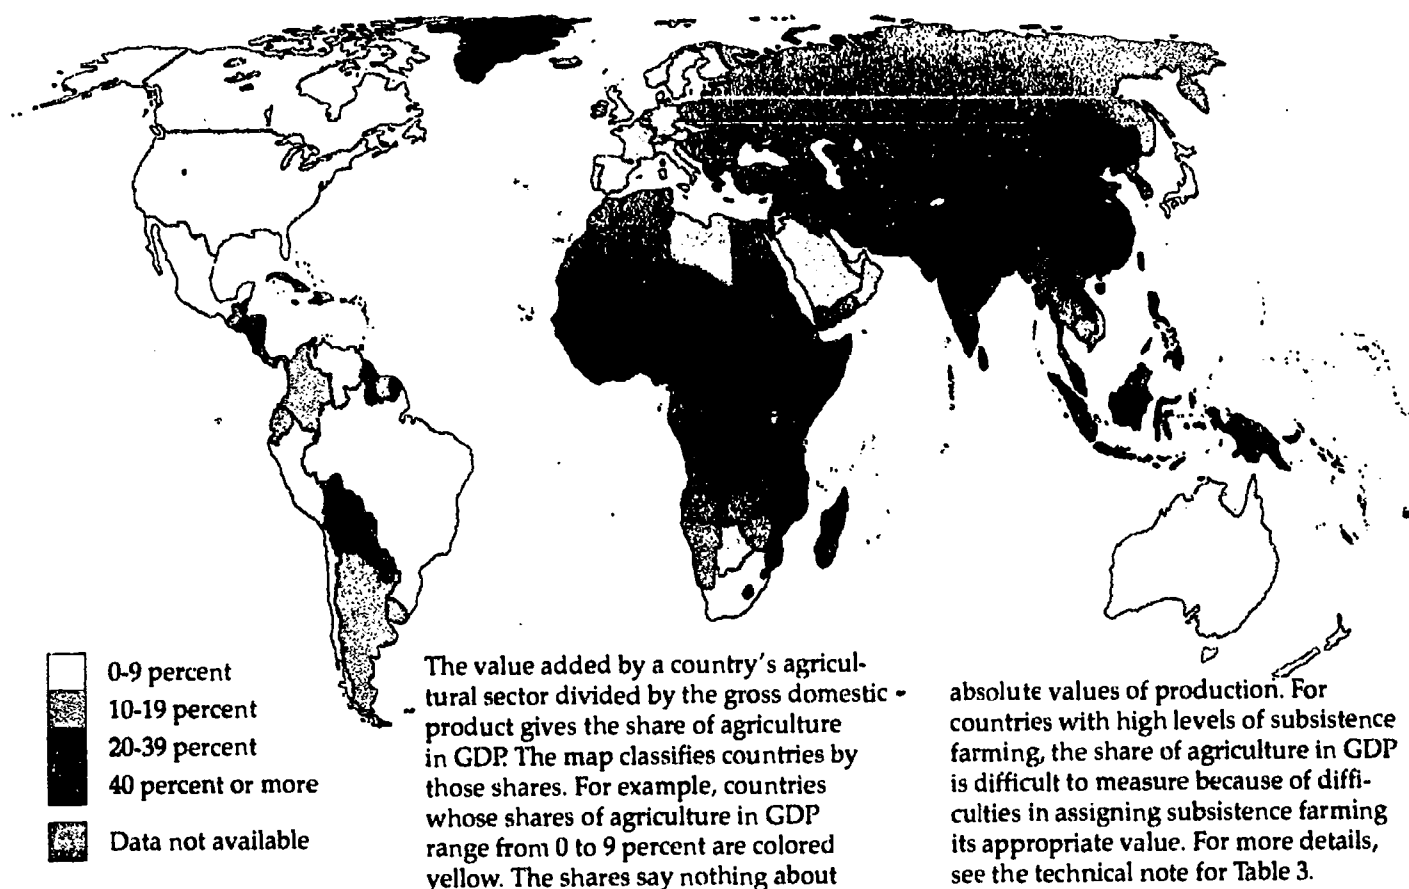 0-9 percent
10-19 percent
20-39 percent
40 percent or more
Data not available
The value added by a country's agricul-
tural sector divided by the gross domestic
product gives the share of agriculture
in GDP. The map classifies countries by
those shares. For example, countries
whose shares of agriculture in GDP
range from 0 to 9 percent are colored
yellow. The shares say nothing about
absolute values of production. For
countries with high levels of subsistence
farming, the share of agriculture in GDP
is difficult to measure because of diffi-
culties in assigning subsistence farming
its appropriate value. For more details,
see the technical note for Table 3.